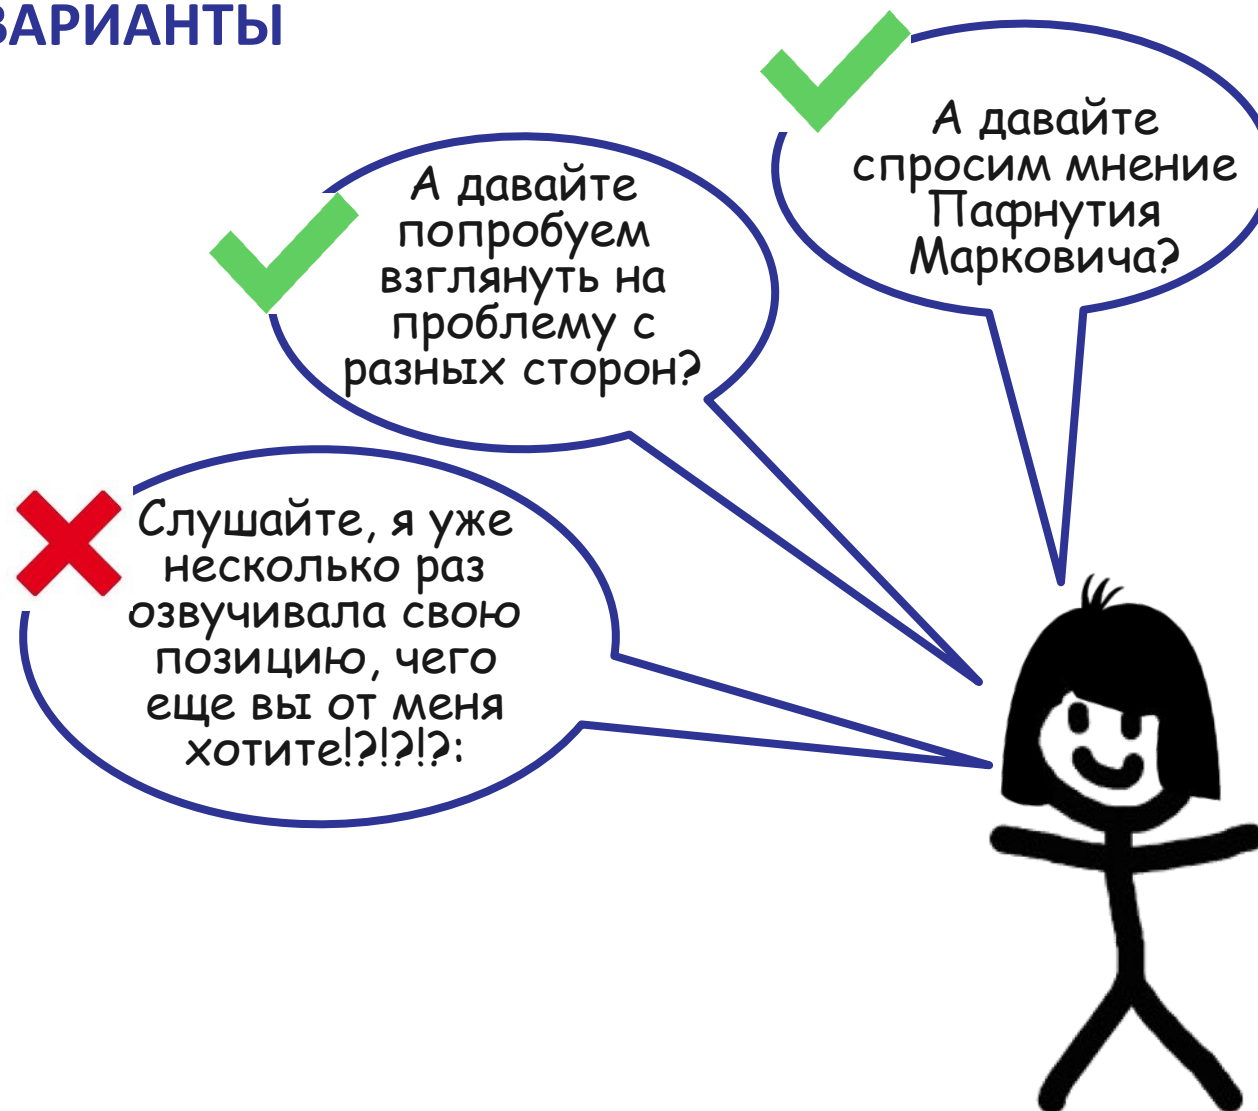 ВАРИАНТЫ
А давайте
спросим мнение
Пафнутия
Марковича?
А давайте
попробуем
взглянуть на
проблему с
разных сторон?
Слушайте, я уже
несколько раз
озвучивала свою
позицию, чего
еще вы от меня
хотите!?!?!?: